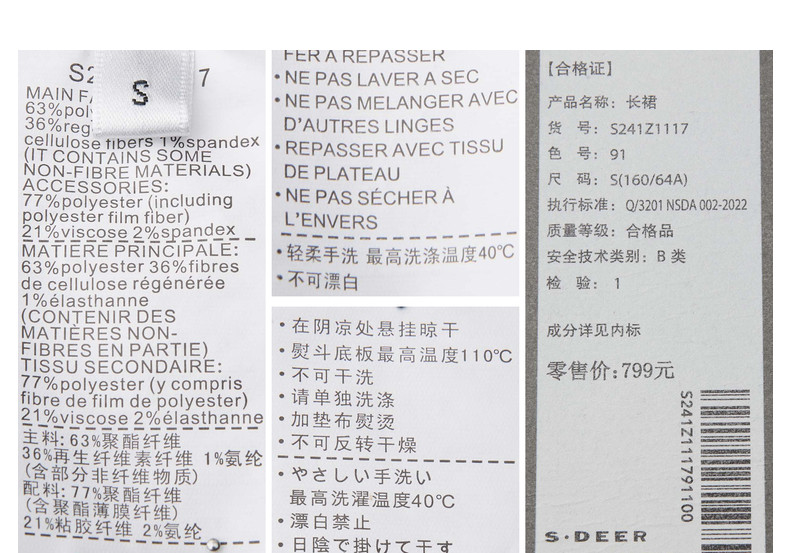 S2
7
S
MAIN FA
63%poly
36%reg
cellulose fibers 1%spandex
(IT CONTAINS SOME
NON-FIBRE MATERIALS)
ACCESSORIES:
77%polyester (including
polyester film fiber)
21%viscose 2%spandex
MATIÈRE PRINCIPALE:
63%polyester 36%fibres
de cellulose régénérée
1%élasthanne
(CONTENIR DES
MATIÈRES NON-
FIBRES EN PARTIE)
TISSU SECONDAIRE:
77%polyester (y compris
fibre de film de polyester)
21%viscose 2%élasthanne
主料: 63%聚酯纤维
36%再生纤维素纤维 1%氨纶
(含部分非纤维物质)
配料: 77%聚酯纤维
(含聚酯薄膜纤维)
21%粘胶纤维 2%氨纶
FER À REPASSER
•NE PAS LAVER A SEC
•NE PAS MELANGER AVEC
D'AUTRES LINGES
•REPASSER AVEC TISSU
DE PLATEAU
•NE PAS SÉCHER À
L'ENVERS
•轻柔手洗 最高洗涤温度40℃
•不可漂白
•在阴凉处悬挂晾干
•熨斗底板最高温度110℃
•不可干洗
•请单独洗涤
•加垫布熨烫
•不可反转干燥
•やさしい手洗い
最高洗濯温度40℃
•漂白禁止
•日陰で掛けて干す
【合格证】
产品名称: 长裙
货 号: S241Z1117
色 号: 91
尺 码: S(160/64A)
执行标准: Q/3201 NSDA 002-2022
质量等级: 合格品
安全技术类别: B 类
检 验: 1
成分详见内标
零售价:799元
S241Z111791100
S·DEER